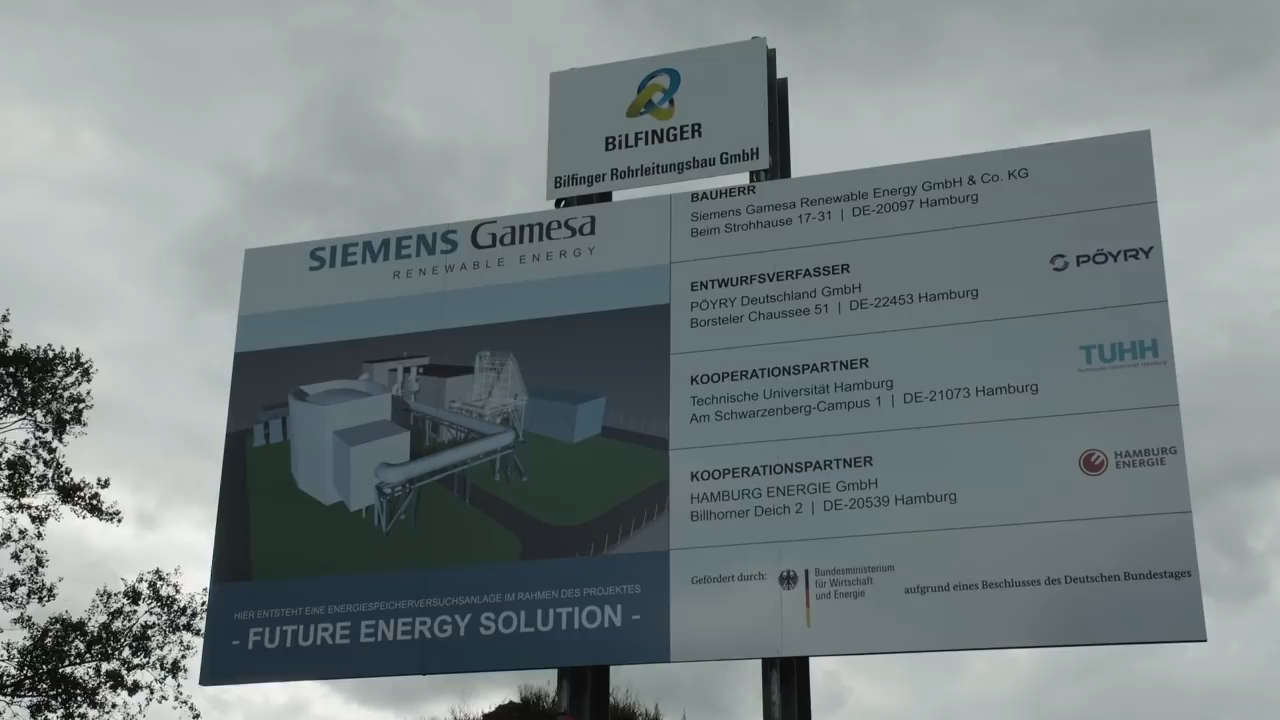 BiLFINGER
Bilfinger Rohrleitungsbau GmbH
SIEMENS Gamesa
RENEWABLE ENERGY
HIER ENTSTEHT EINE ENERGIESPEICHERVERSUCHSANLAGE IM RAHMEN DES PROJEKTES
- FUTURE ENERGY SOLUTION -
BAUHERR
Siemens Gamesa Renewable Energy GmbH & Co. KG
Beim Strohhause 17-31 | DE-20097 Hamburg
ENTWURFSVERFASSER
PÖYRY Deutschland GmbH
Borsteler Chaussee 51 | DE-22453 Hamburg
PÖYRY
KOOPERATIONSPARTNER
Technische Universität Hamburg
Am Schwarzenberg-Campus 1 | DE-21073 Hamburg
TUHH
Technische Universität Hamburg
KOOPERATIONSPARTNER
HAMBURG ENERGIE GmbH
Billhorner Deich 2 | DE-20539 Hamburg
HAMBURG
ENERGIE
Gefördert durch:
Bundesministerium
für Wirtschaft
und Energie
aufgrund eines Beschlusses des Deutschen Bundestages